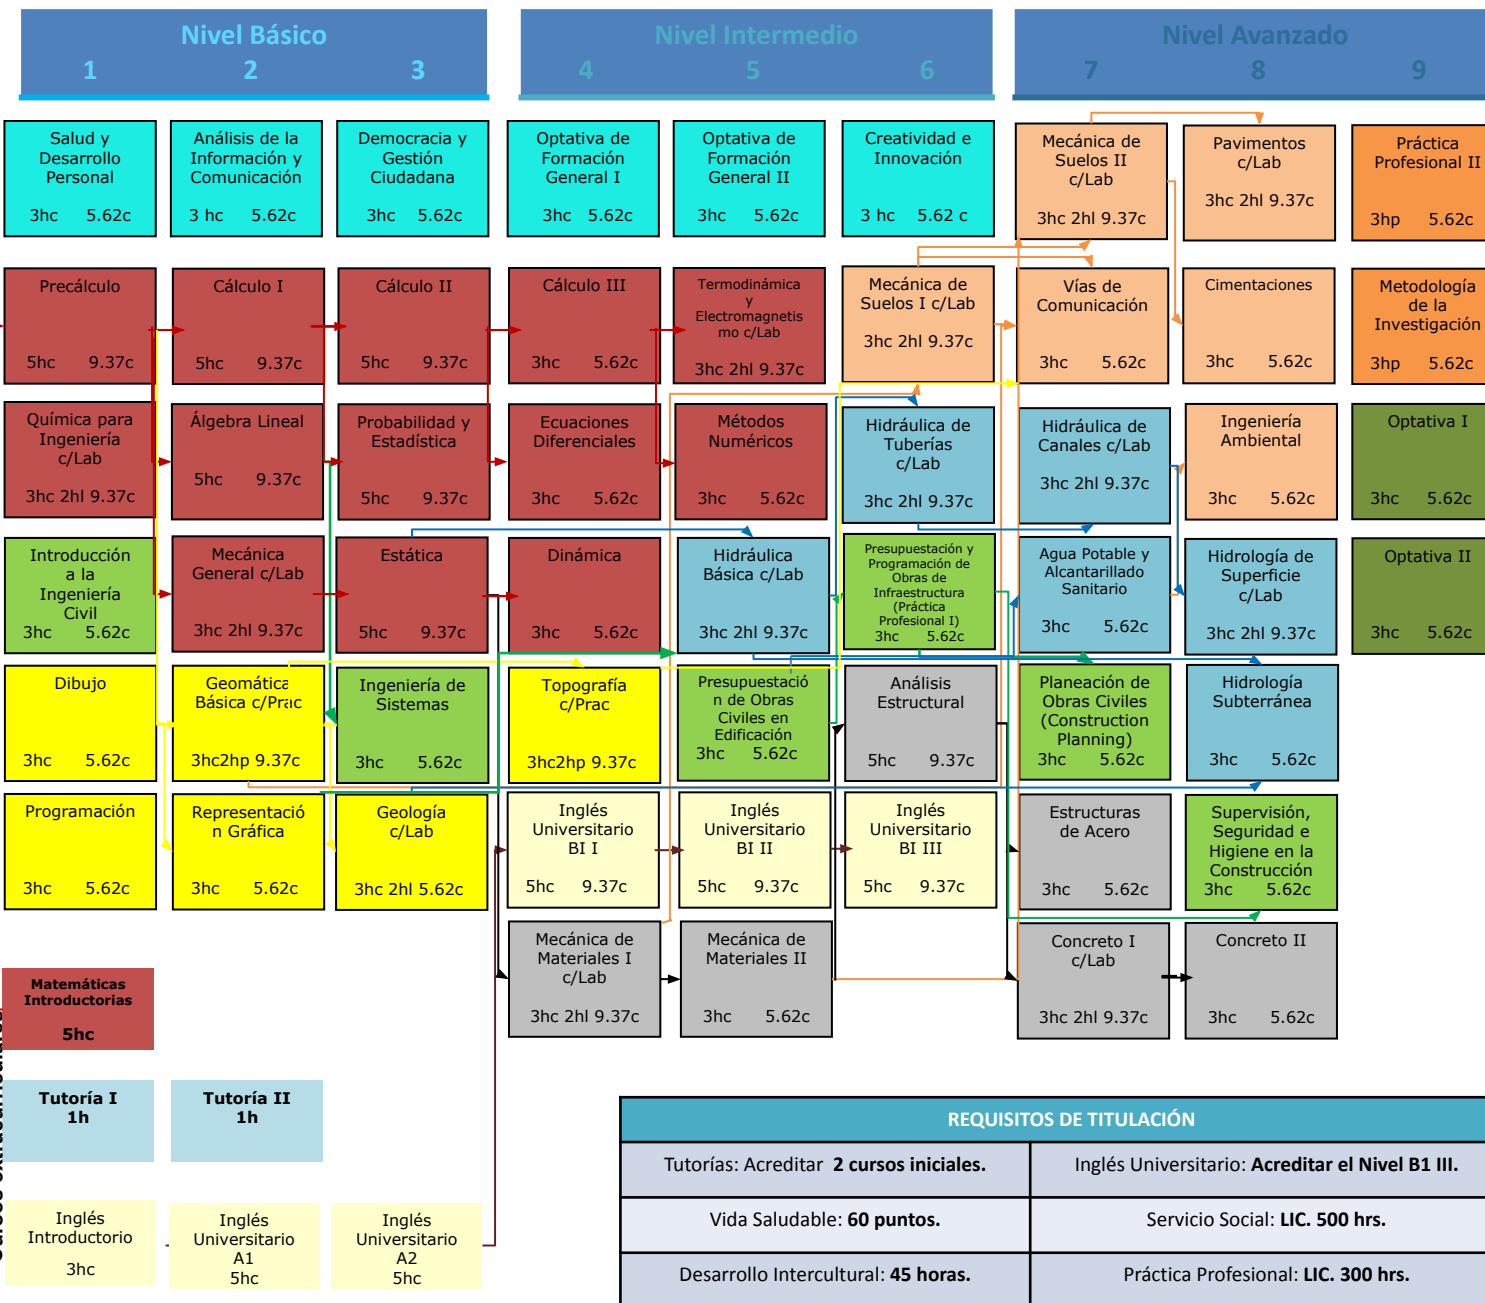 Nivel Básico
1 2 3
Nivel Intermedio
4 5 6
Nivel Avanzado
7 8 9
Salud y
Desarrollo
Personal
3hc 5.62c
Análisis de la
Información y
Comunicación
3 hc 5.62c
Democracia y
Gestión
Ciudadana
3hc 5.62c
Optativa de
Formación
General I
3hc 5.62c
Optativa de
Formación
General II
3hc 5.62c
Creatividad e
Innovación
3 hc 5.62 c
Mecánica de
Suelos II
c/Lab
3hc 2hl 9.37c
Pavimentos
c/Lab
3hc 2hl 9.37c
Práctica
Profesional II
3hp 5.62c
Precálculo
5hc 9.37c
Cálculo I
5hc 9.37c
Cálculo II
5hc 9.37c
Cálculo III
3hc 5.62c
Termodinámica
y
Electromagnetis
mo c/Lab
3hc 2hl 9.37c
Mecánica de
Suelos I c/Lab
3hc 2hl 9.37c
Vías de
Comunicación
3hc 5.62c
Cimentaciones
3hc 5.62c
Metodología
de la
Investigación
3hp 5.62c
Química para
Ingeniería
c/Lab
3hc 2hl 9.37c
Álgebra Lineal
5hc 9.37c
Probabilidad y
Estadística
5hc 9.37c
Ecuaciones
Diferenciales
3hc 5.62c
Métodos
Numéricos
3hc 5.62c
Hidráulica de
Tuberías
c/Lab
3hc 2hl 9.37c
Hidráulica de
Canales c/Lab
3hc 2hl 9.37c
Ingeniería
Ambiental
3hc 5.62c
Optativa I
3hc 5.62c
Introducción
a la
Ingeniería
Civil
3hc 5.62c
Mecánica
General c/Lab
3hc 2hl 9.37c
Estática
5hc 9.37c
Dinámica
3hc 5.62c
Hidráulica
Básica c/Lab
3hc 2hl 9.37c
Presupuestación y
Programación de
Obras de
Infraestructura
(Práctica
Profesional I)
3hc 5.62c
Agua Potable y
Alcantarillado
Sanitario
3hc 5.62c
Hidrología de
Superficie
c/Lab
3hc 2hl 9.37c
Optativa II
3hc 5.62c
Dibujo
3hc 5.62c
Geomática
Básica c/Prac
3hc2hp 9.37c
Ingeniería de
Sistemas
3hc 5.62c
Topografía
c/Prac
3hc2hp 9.37c
Presupuestació
n de Obras
Civiles en
Edificación
3hc 5.62c
Análisis
Estructural
5hc 9.37c
Planeación de
Obras Civiles
(Construction
Planning)
3hc 5.62c
Hidrología
Subterránea
3hc 5.62c
Programación
3hc 5.62c
Representació
n Gráfica
3hc 5.62c
Geología
c/Lab
3hc 2hl 5.62c
Inglés
Universitario
BI I
5hc 9.37c
Inglés
Universitario
BI II
5hc 9.37c
Inglés
Universitario
BI III
5hc 9.37c
Estructuras
de Acero
3hc 5.62c
Supervisión,
Seguridad e
Higiene en la
Construcción
3hc 5.62c
Mecánica de
Materiales I
c/Lab
3hc 2hl 9.37c
Mecánica de
Materiales II
3hc 5.62c
Concreto I
c/Lab
3hc 2hl 9.37c
Concreto II
3hc 5.62c
Matemáticas
Introductorias
5hc
Tutoría I
1h
Tutoría II
1h
Inglés
Introductorio
3hc
Inglés
Universitario
A1
5hc
Inglés
Universitario
A2
5hc
REQUISITOS DE TITULACIÓN
Tutorías: Acreditar 2 cursos iniciales.
Inglés Universitario: Acreditar el Nivel B1 III.
Vida Saludable: 60 puntos.
Servicio Social: LIC. 500 hrs.
Desarrollo Intercultural: 45 horas.
Práctica Profesional: LIC. 300 hrs.